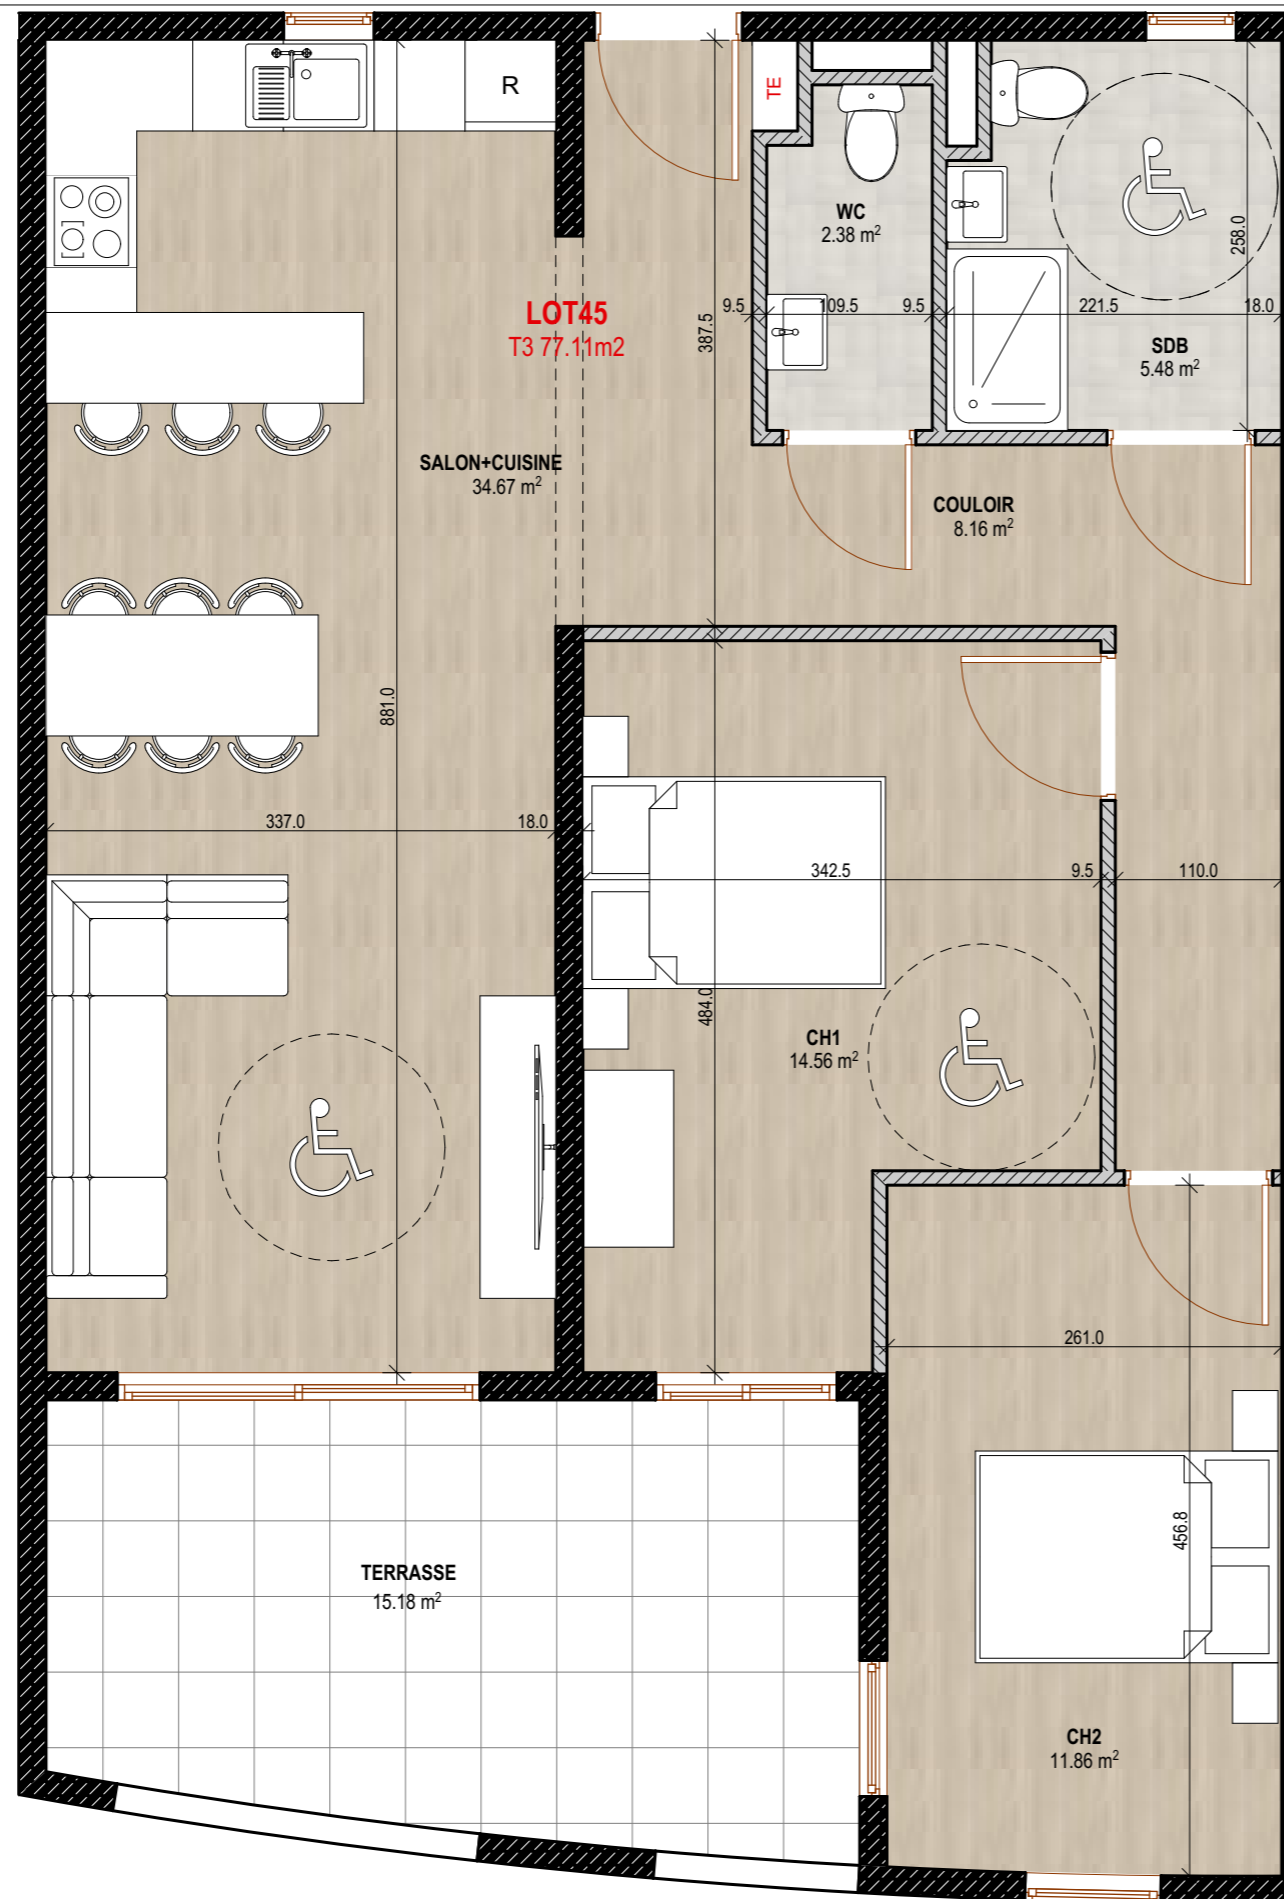 R
TE
WC
2.38 m²
258.0
9.5
109.5
9.5
221.5
18.0
LOT45
T3 77.11m2
387.5
SDB
5.48 m²
SALON+CUISINE
34.67 m²
COULOIR
8.16 m²
881.0
337.0
18.0
342.5
9.5
110.0
484.0
CH1
14.56 m²
261.0
456.8
TERRASSE
15.18 m²
CH2
11.86 m²